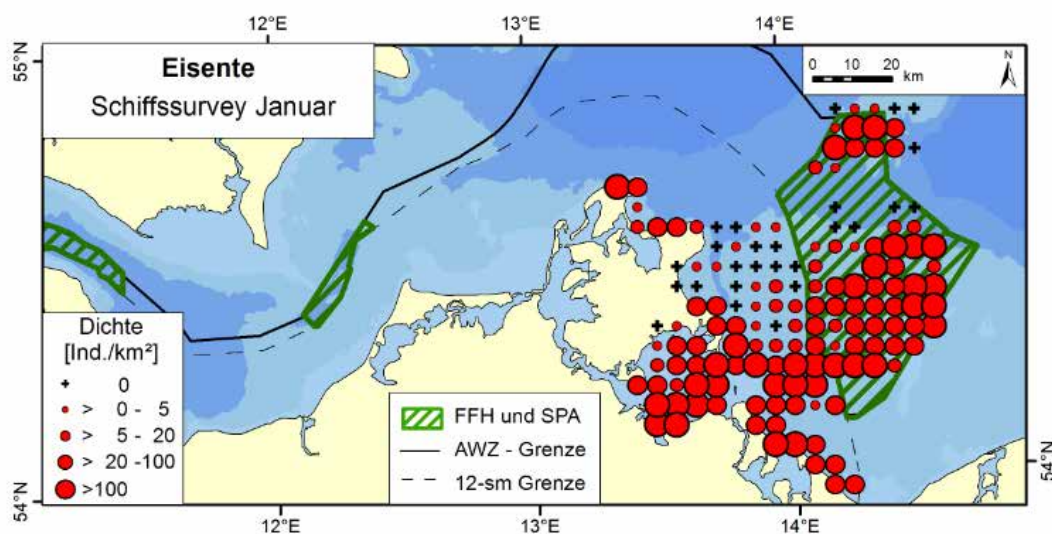 12°E
13°E
14°E
55°N
Eisente
Schiffssurvey Januar
0 10 20
km
N
Dichte
[Ind./km²]
0
> 0 - 5
> 5 - 20
> 20 -100
>100
FFH und SPA
AWZ - Grenze
12-sm Grenze
54°N
54°N
12°E
13°E
14°E